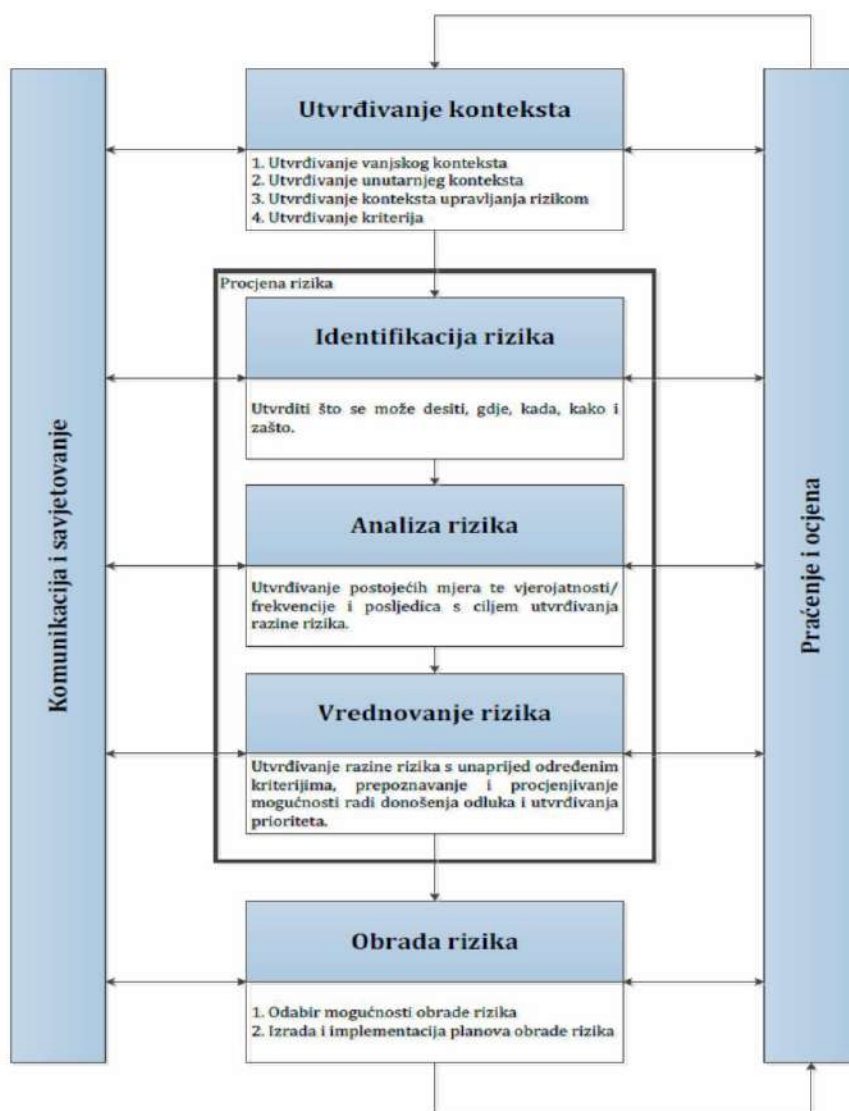 Utvrđivanje konteksta
1. Utvrđivanje vanjskog konteksta
2. Utvrđivanje unutarnjeg konteksta
3. Utvrđivanje konteksta upravljanja rizikom
4. Utvrđivanje kriterija
Procjena rizika
Identifikacija rizika
Utvrditi što se može desiti, gdje, kada, kako i
zašto.
Analiza rizika
Utvrđivanje postojećih mjera te vjerojatnosti/
frekvencije i posljedica s ciljem utvrđivanja
razine rizika.
Vrednovanje rizika
Utvrđivanje razine rizika s unaprijed određenim
kriterijima, prepoznavanje i procjenjivanje
mogućnosti radi donošenja odluka i utvrđivanja
prioriteta.
Obrada rizika
1. Odabir mogućnosti obrade rizika
2. Izrada i implementacija planova obrade rizika
Komunikacija i savjetovanje
Praćenje i ocjena